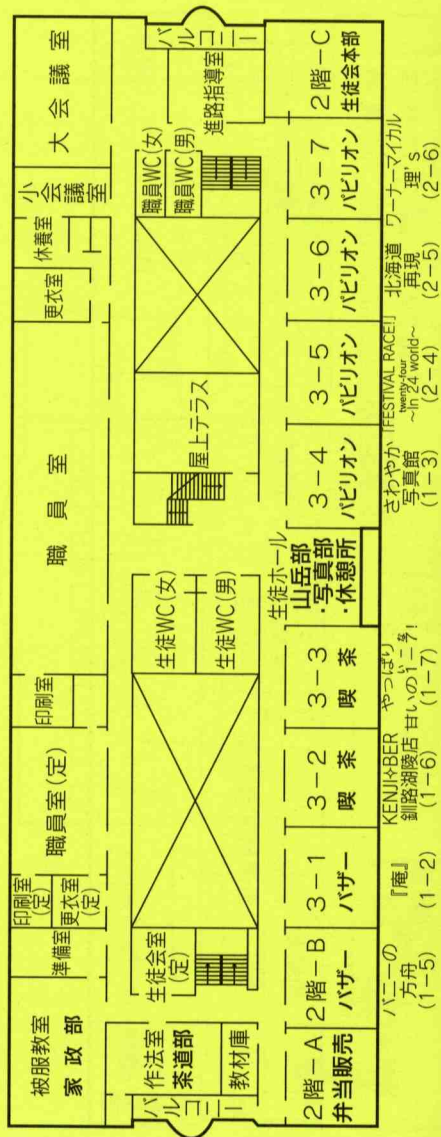 被服教室
家政部
準備室
印刷室
(定)
更衣室
(定)
職員室(定)
印刷室
職員室
更衣室
休養室
小会議
室
大会議室
バルコニー
作法室
茶道部
教材庫
生徒会室
(定)
生徒WC(女)
生徒WC(男)
屋上テラス
職員WC(女)
職員WC(男)
進路指導室
バルコニー
2階-A
弁当販売
2階-B
バザー
3-1
バザー
3-2
喫茶
3-3
喫茶
生徒ホール
山岳部
・写真部
・休憩所
3-4
パビリオン
3-5
パビリオン
3-6
パビリオン
3-7
パビリオン
2階-C
生徒会本部
バニーの
方舟
(1-5)
『庵』
(1-2)
KENJI✧BER
釧路湖陵店
(1-6)
やっぱり
甘いの
(1-7)
さわやか
写真館
(1-3)
「FESTIVAL RACE!」
twenty-four
~In 24 world~
(2-4)
北海道
再現
(2-5)
ワーナーマイカル
理's
(2-6)